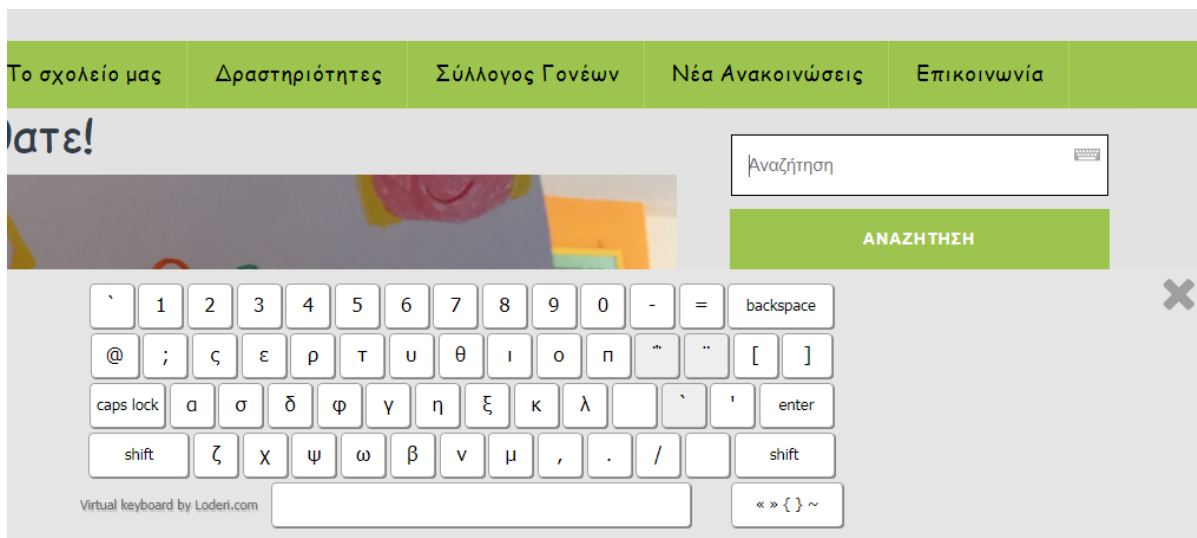 Το σχολείο μας Δραστηριότητες Σύλλογος Γονέων Νέα Ανακοινώσεις Επικοινωνία
θατε!
Αναζήτηση
ΑΝΑΖΗΤΗΣΗ
` 1 2 3 4 5 6 7 8 9 0 - = backspace
@ ; ς ε ρ τ υ θ ι ο π ¨ [ ]
caps lock α σ δ φ γ η ξ κ λ ` ' enter
shift ζ χ ψ ω β ν μ , . / shift
Virtual keyboard by Loderi.com « » { } ~